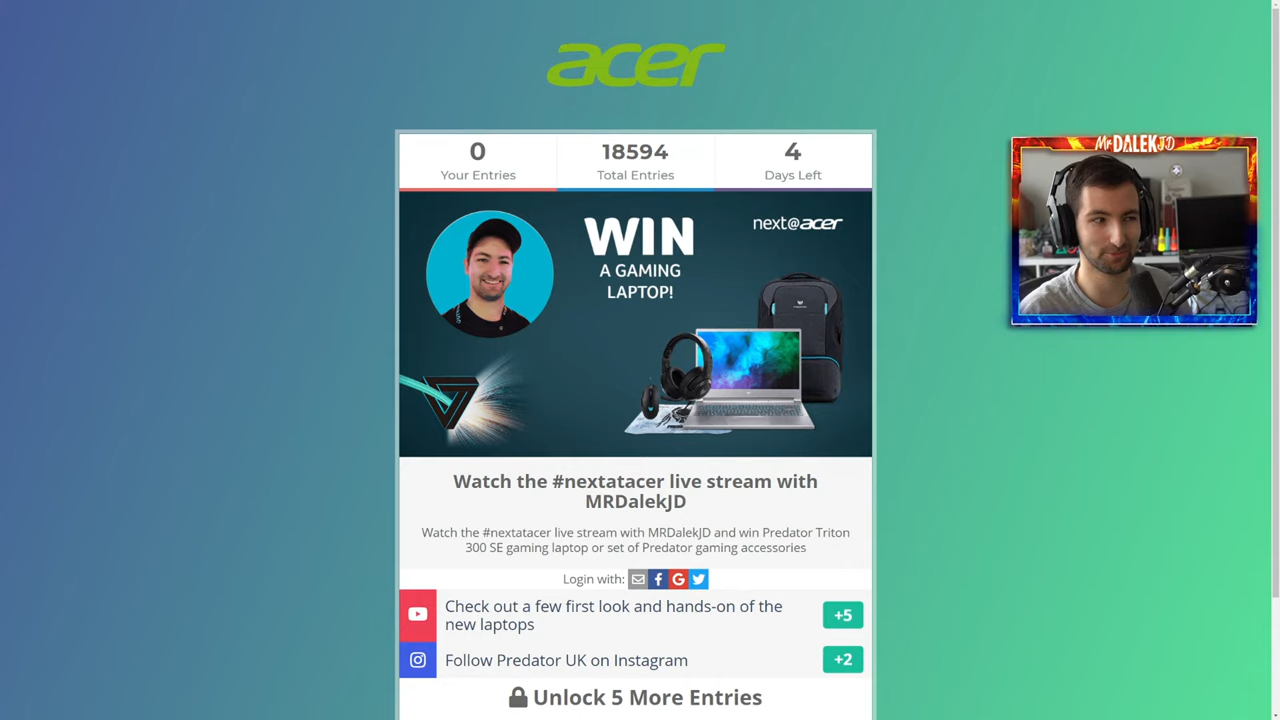 acer
0
Your Entries
18594
Total Entries
4
Days Left
MrDALEKJD
WIN
A GAMING
LAPTOP!
next@acer
Watch the #nextatacer live stream with
MRDalekJD
Watch the #nextatacer live stream with MRDalekJD and win Predator Triton
300 SE gaming laptop or set of Predator gaming accessories
Login with:
Check out a few first look and hands-on of the
new laptops
+5
Follow Predator UK on Instagram
+2
Unlock 5 More Entries